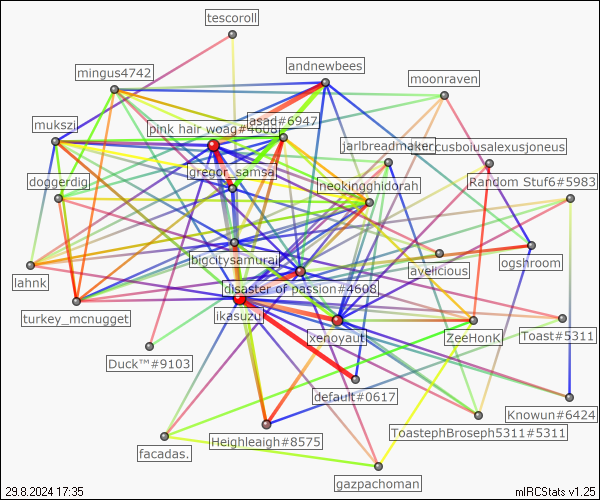 tescoroll
andnewbees
mingus4742
moonraven
asad#6947
mukszi
pink hair woag#4608
jarlbreadmaker
gregor_samsa
doggerdig
neokingghidorah
Random Stuf6#5983
bigcitysamurai
ogshroom
lahnk
avelicious
disaster of passion#4608
turkey_mcnugget
ikasuzu
xenoyauti
ZeeHonK
Toast#5311
Duck™#9103
default#0617
Knowun#6424
ToastephBroseph5311#5311
Heighleaigh#8575
facadas.
gazpachoman
29.8.2024 17:35
mIRCStats v1.25